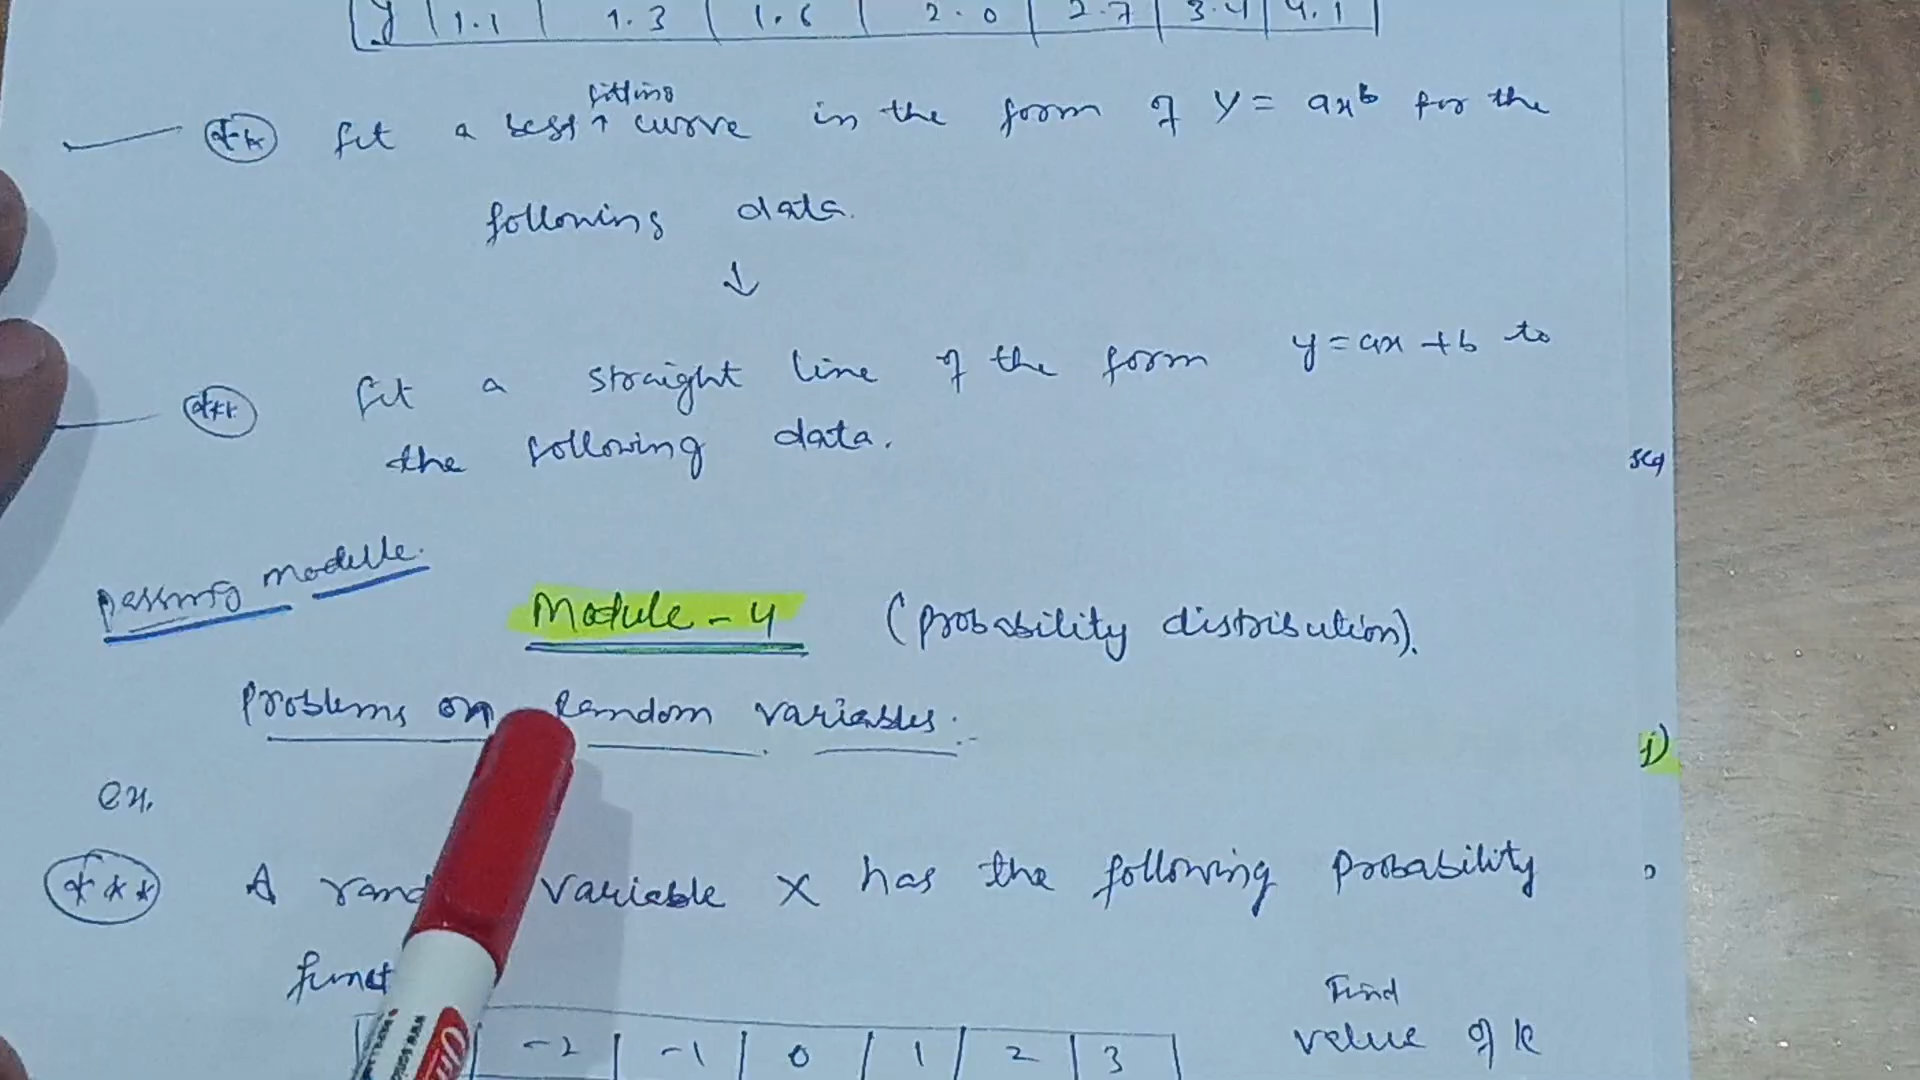 y | 1.1 | 1.3 | 1.6 | 2.0 | 2.7 | 3.4 | 4.1
fit a best fitting curve in the form of y = ax^b for the
following data.
↓
*** fit a straight line of the form y = ax + b to
the following data.
passing module.
Module - 4 (probability distribution).
Problems on Random variables.
ex.
*** A variable X has the following probability
Find
value of k
-2 | -1 | 0 | 1 | 2 | 3
1)